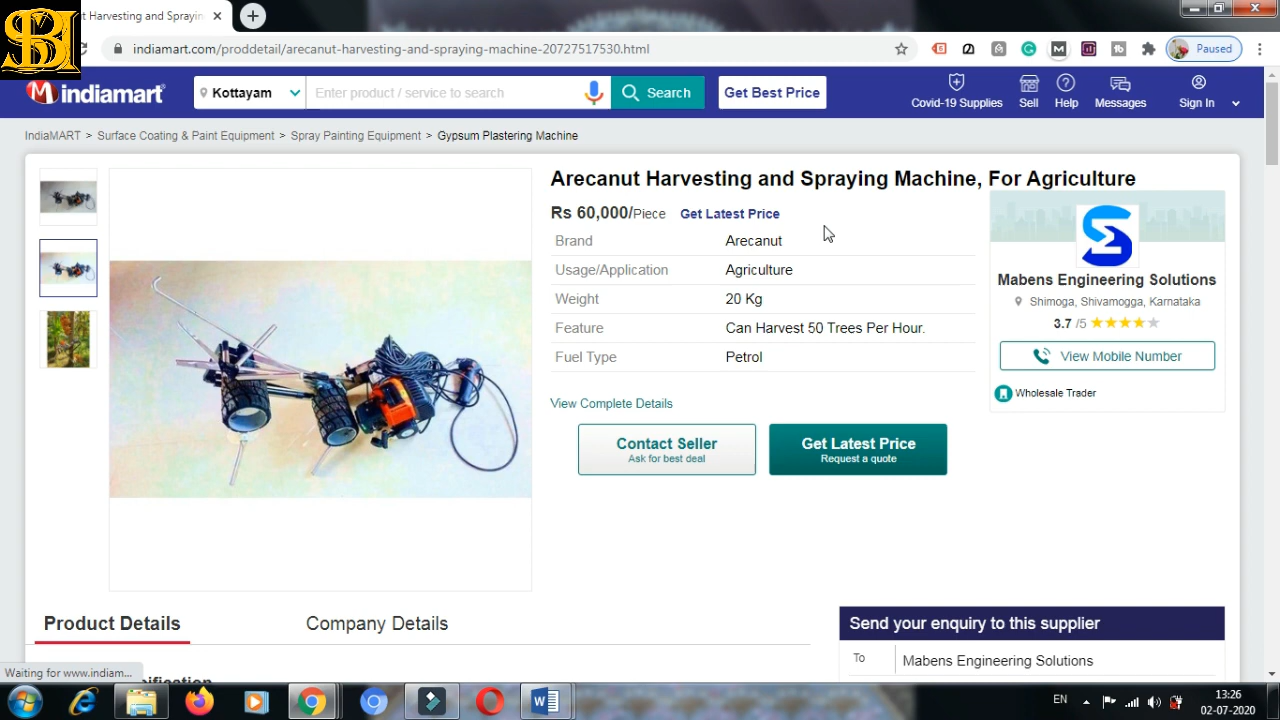 t Harvesting and Sprayin
indiamart.com/proddetail/arecanut-harvesting-and-spraying-machine-20727517530.html
Paused
indiamart
Kottayam
Enter product / service to search
Search
Get Best Price
Covid-19 Supplies
Sell
Help
Messages
Sign In
IndiaMART > Surface Coating & Paint Equipment > Spray Painting Equipment > Gypsum Plastering Machine
Arecanut Harvesting and Spraying Machine, For Agriculture
Rs 60,000/Piece Get Latest Price
Brand Arecanut
Usage/Application Agriculture
Weight 20 Kg
Feature Can Harvest 50 Trees Per Hour.
Fuel Type Petrol
View Complete Details
Contact Seller
Ask for best deal
Get Latest Price
Request a quote
Mabens Engineering Solutions
Shimoga, Shivamogga, Karnataka
3.7 /5
View Mobile Number
Wholesale Trader
Product Details
Company Details
Send your enquiry to this supplier
To Mabens Engineering Solutions
Waiting for www.indiam...
EN
13:26
02-07-2020